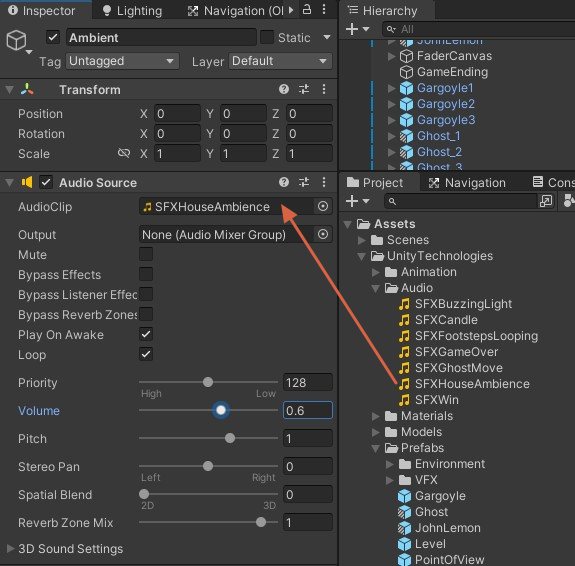 Inspector
Lighting
Navigation (Ol
Ambient
Static
Tag Untagged Layer Default
Transform
Position X 0 Y 0 Z 0
Rotation X 0 Y 0 Z 0
Scale X 1 Y 1 Z 1
Audio Source
AudioClip SFXHouseAmbience
Output None (Audio Mixer Group)
Mute
Bypass Effects
Bypass Listener Effec
Bypass Reverb Zones
Play On Awake
Loop
Priority 128
High Low
Volume 0.6
Pitch 1
Stereo Pan 0
Left Right
Spatial Blend 0
2D 3D
Reverb Zone Mix 1
3D Sound Settings
Hierarchy
All
JohnLemon
FaderCanvas
GameEnding
Gargoyle1
Gargoyle2
Gargoyle3
Ghost_1
Ghost_2
Ghost_3
Project
Navigation
Cons
Assets
Scenes
UnityTechnologies
Animation
Audio
SFXBuzzingLight
SFXCandle
SFXFootstepsLooping
SFXGameOver
SFXGhostMove
SFXHouseAmbience
SFXWin
Materials
Models
Prefabs
Environment
VFX
Gargoyle
Ghost
JohnLemon
Level
PointOfView